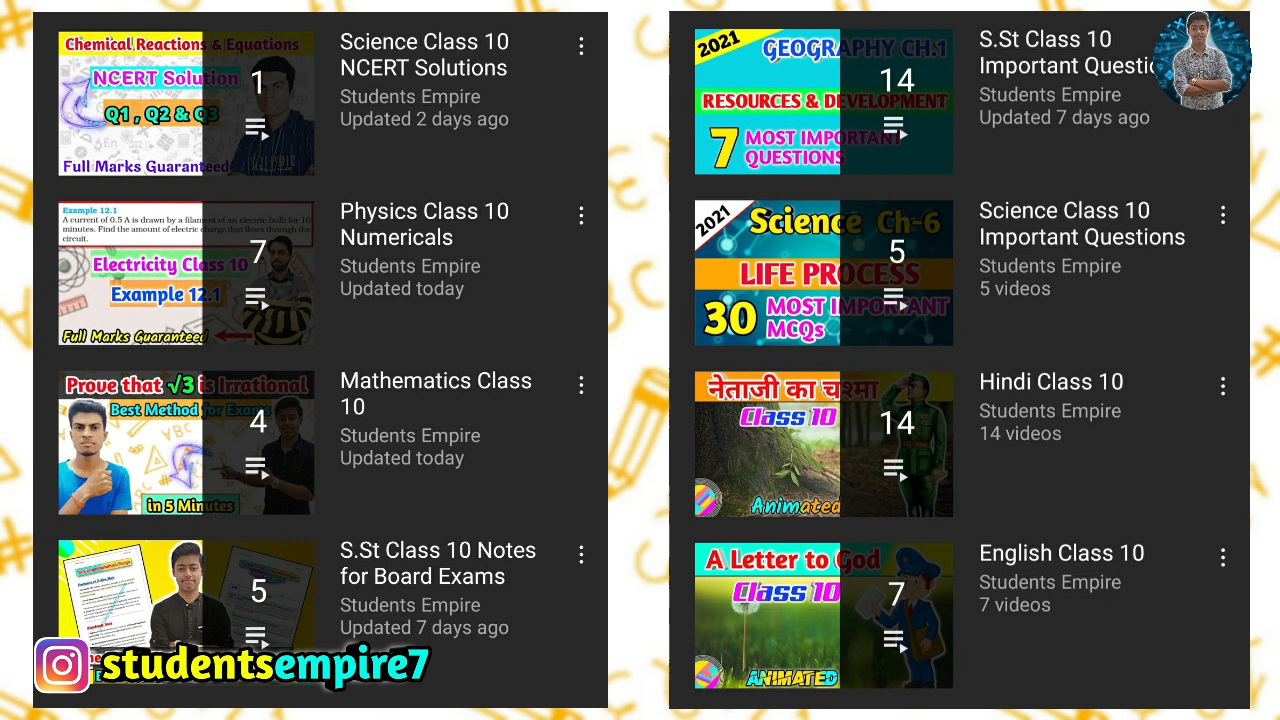 Chemical Reactions & Equations
NCERT Solution
Q1 , Q2 & Q3
Full Marks Guaranteed
1
Science Class 10
NCERT Solutions
Students Empire
Updated 2 days ago
Example 12.1
A current of 0.5 A is drawn by a filament of an electric bulb for 10
minutes. Find the amount of electric charge that flows through the
circuit.
Electricity Class 10
Example 12.1
Full Marks Guaranteed
7
Physics Class 10
Numericals
Students Empire
Updated today
Prove that √3 is Irrational
Best Method for Exams
in 5 Minutes
4
Mathematics Class
10
Students Empire
Updated today
5
S.St Class 10 Notes
for Board Exams
Students Empire
Updated 7 days ago
studentsempire7
2021
GEOGRAPHY CH:1
RESOURCES & DEVELOPMENT
7 MOST IMPORTANT
QUESTIONS
14
S.St Class 10
Important Questio
Students Empire
Updated 7 days ago
2021
Science Ch-6
LIFE PROCESS
30 MOST IMPORTANT
MCQs
5
Science Class 10
Important Questions
Students Empire
5 videos
नेताजी का चश्मा
Class 10
Animated
14
Hindi Class 10
Students Empire
14 videos
A Letter to God
Class 10
ANIMATED
7
English Class 10
Students Empire
7 videos